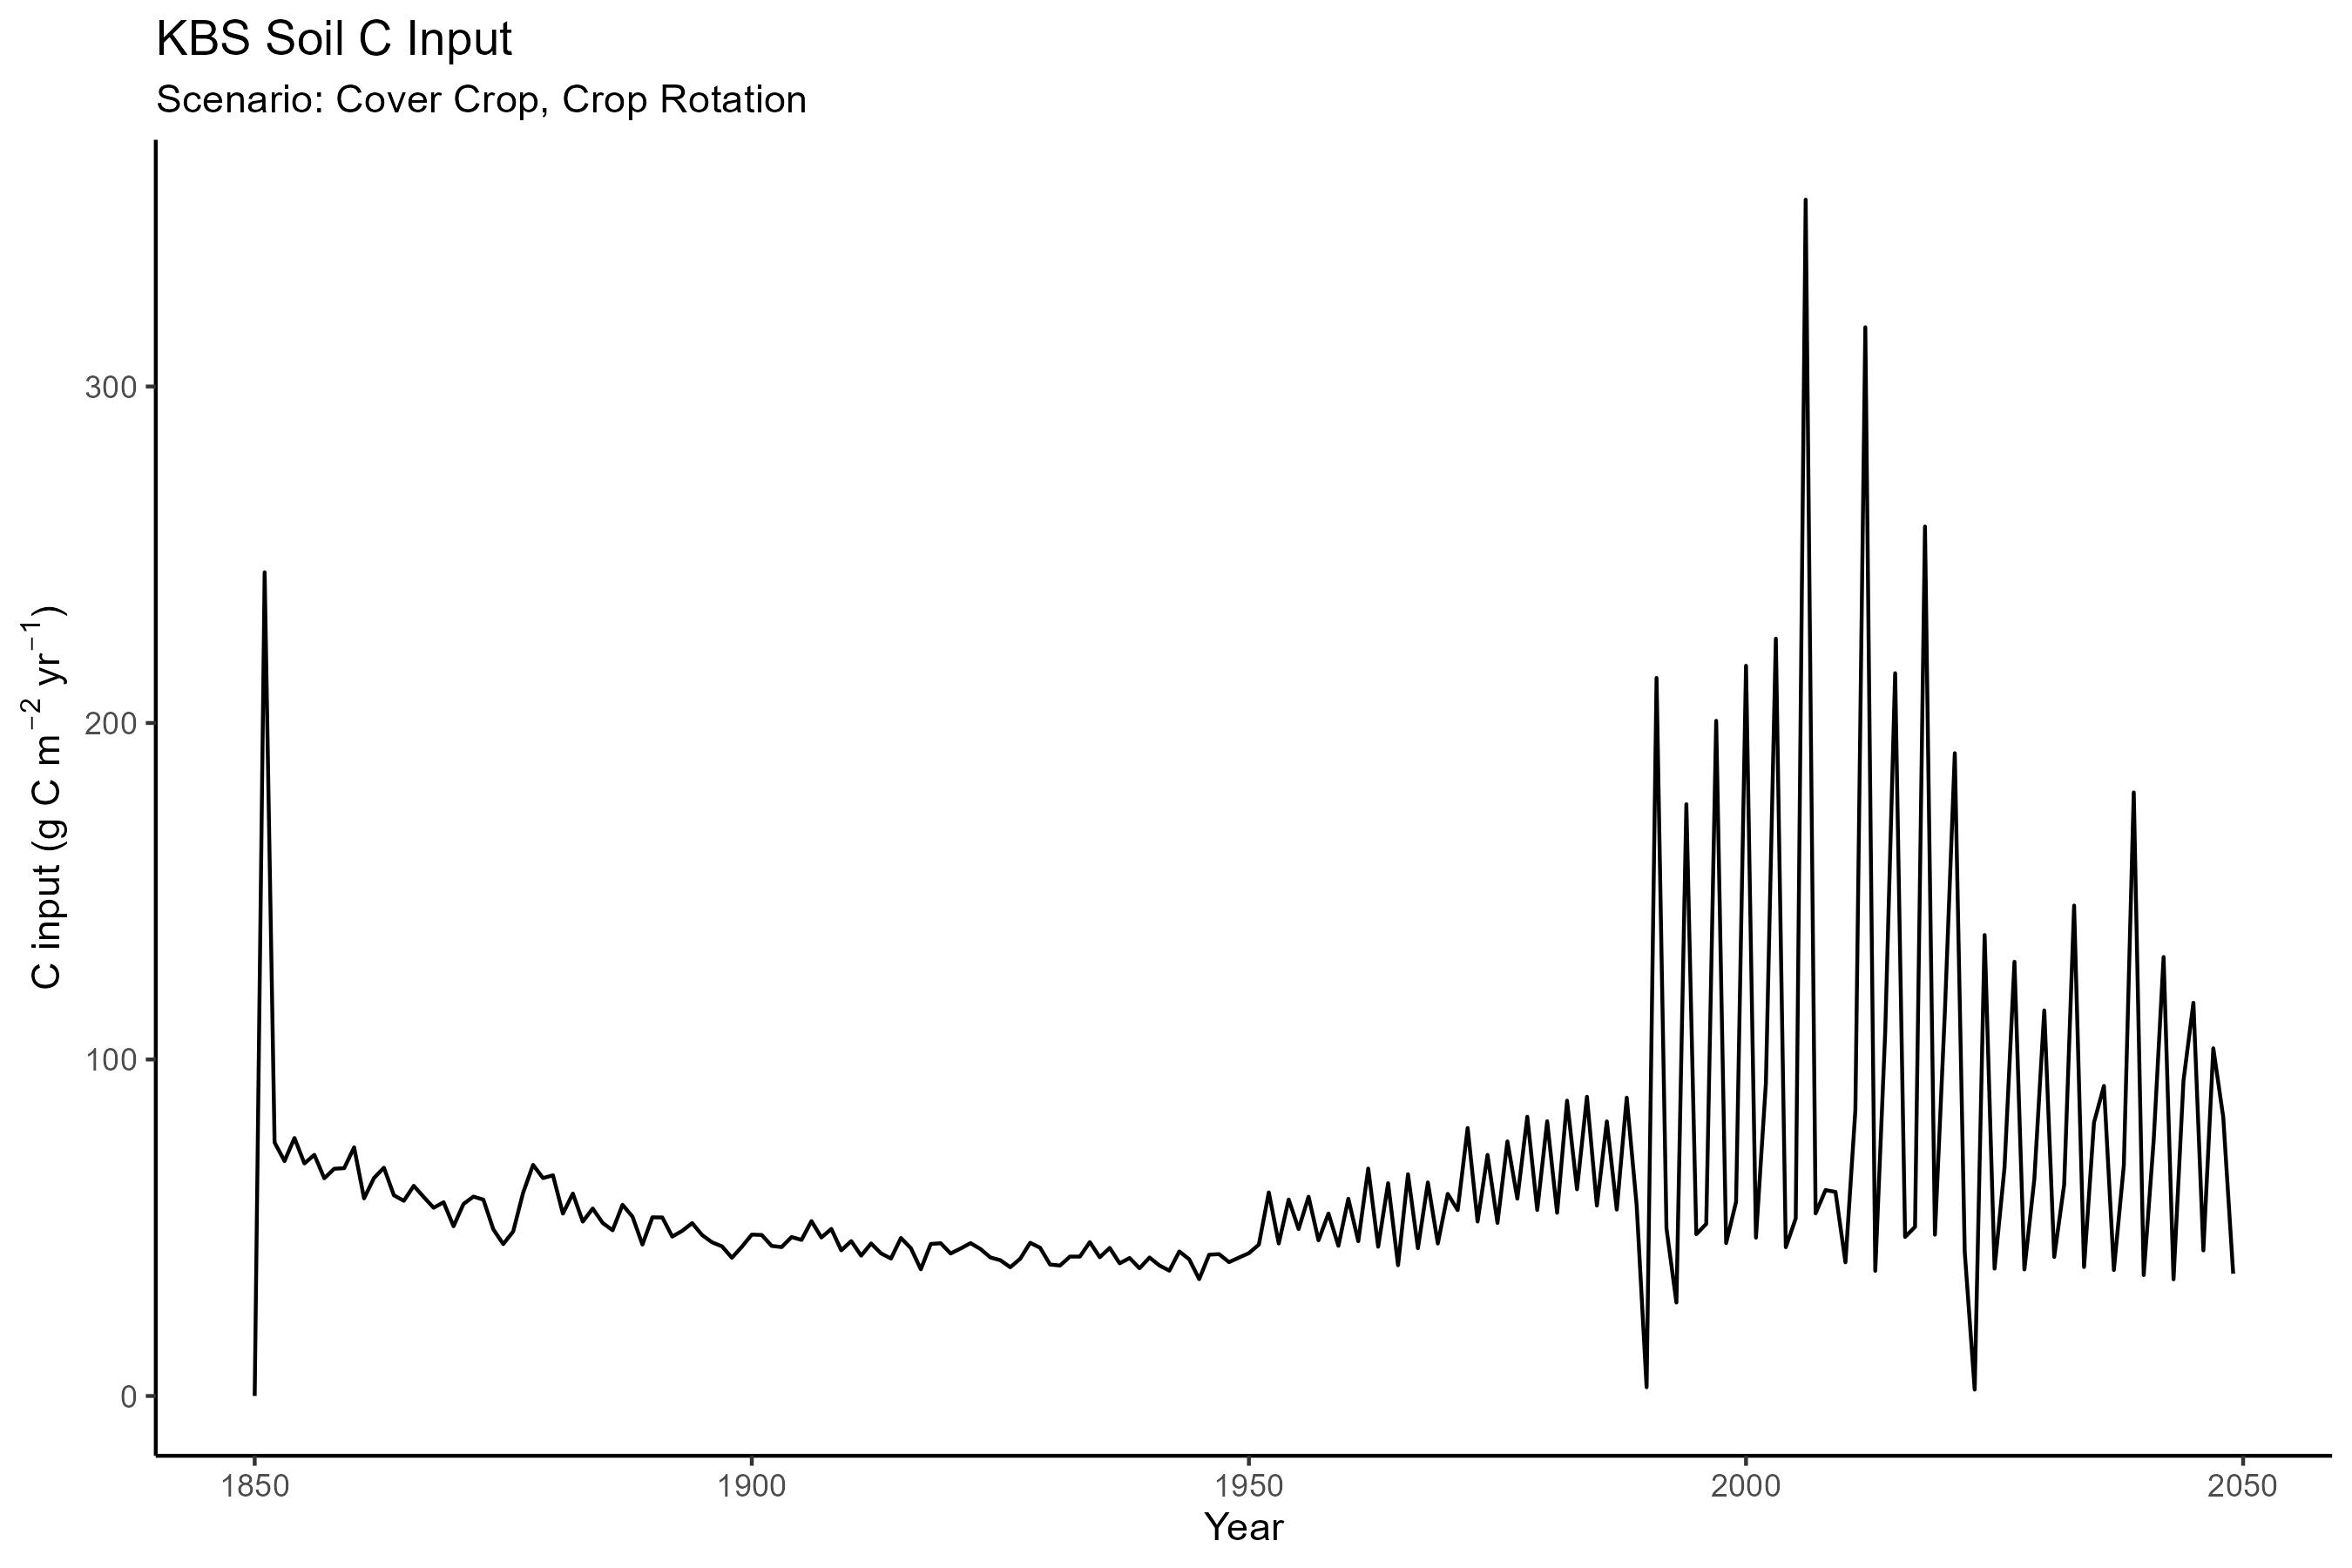 KBS Soil C Input
Scenario: Cover Crop, Crop Rotation
C input (g C m⁻² yr⁻¹)
300
200
100
0
1850 1900 1950 2000 2050
Year